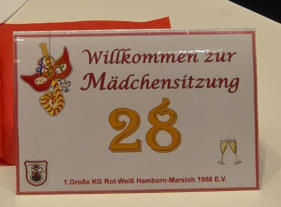 Willkommen zur
Mädchensitzung
28
1.Große KG Rot-Weiß Hamborn-Marxloh 1958 E.V.